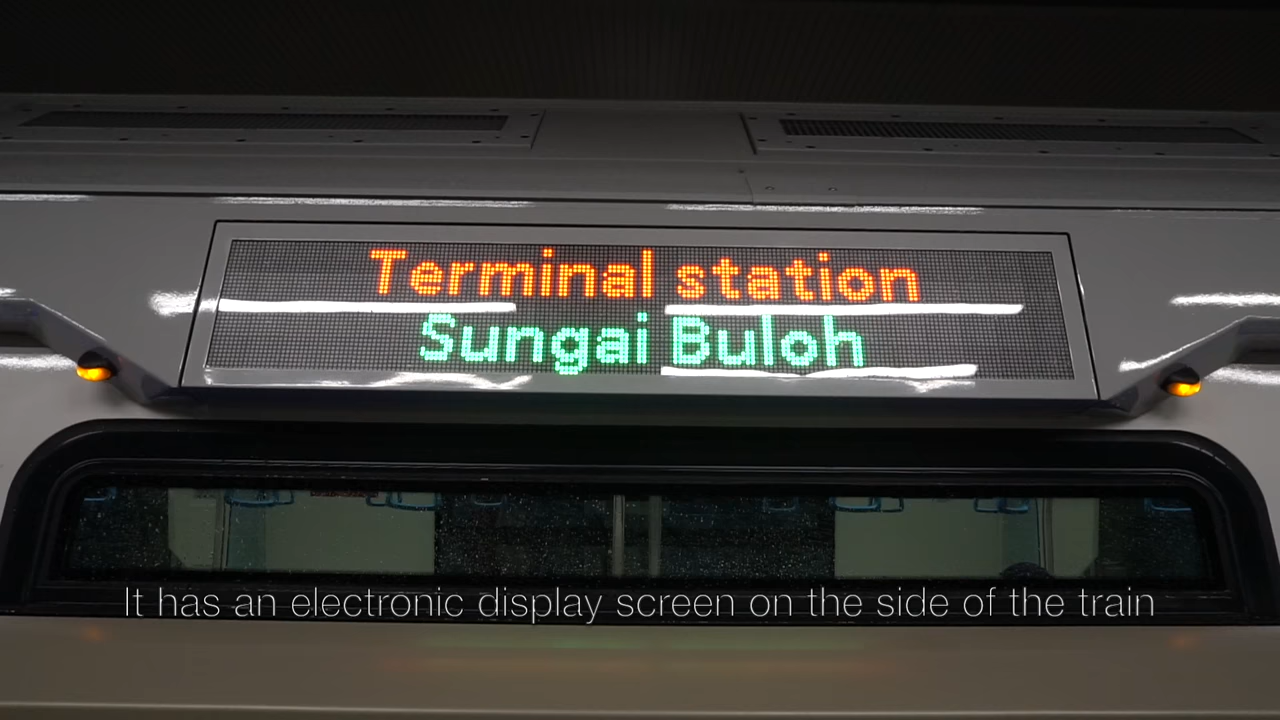 Terminal station
Sungai Buloh
It has an electronic display screen on the side of the train